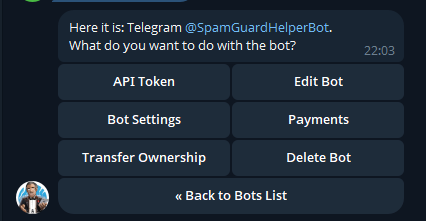 Here it is: Telegram @SpamGuardHelperBot.
What do you want to do with the bot?
22:03
API Token
Edit Bot
Bot Settings
Payments
Transfer Ownership
Delete Bot
« Back to Bots List